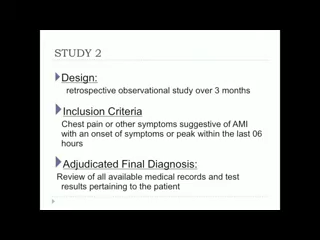 STUDY 2
Design:
retrospective observational study over 3 months
Inclusion Criteria
Chest pain or other symptoms suggestive of AMI
with an onset of symptoms or peak within the last 06
hours
Adjudicated Final Diagnosis:
Review of all available medical records and test
results pertaining to the patient